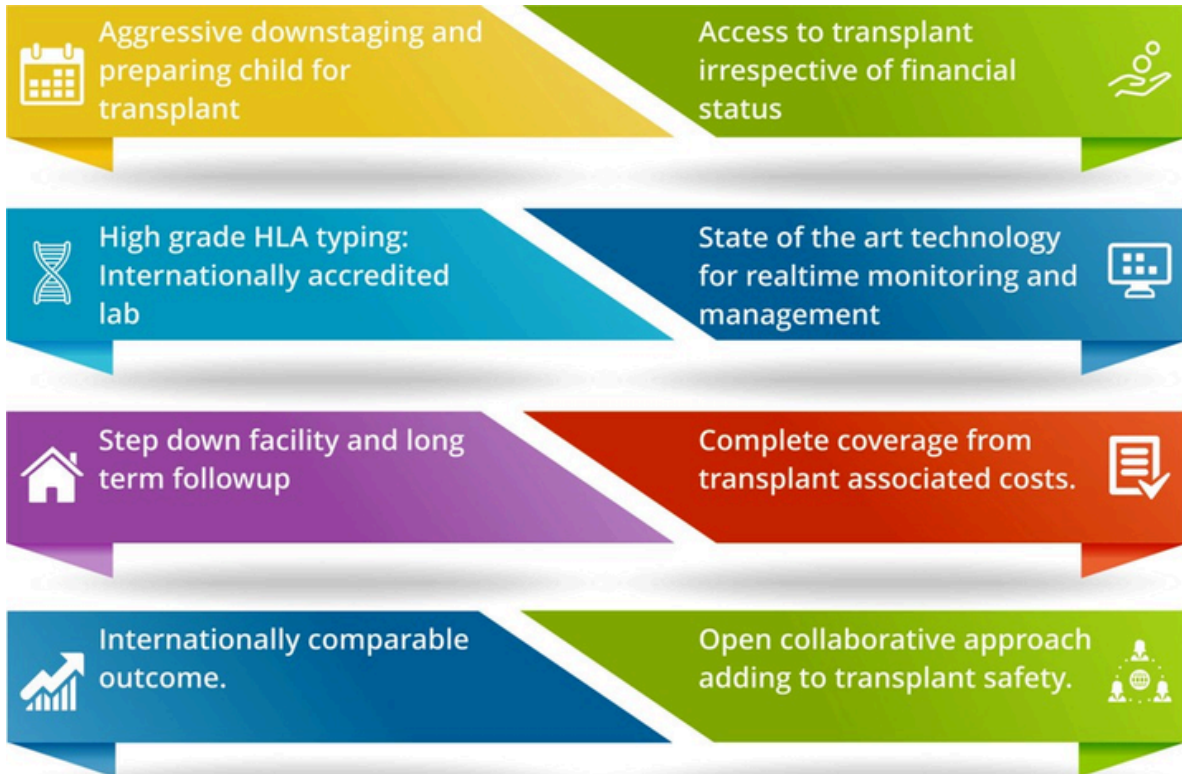 Aggressive downstaging and
preparing child for
transplant
Access to transplant
irrespective of financial
status
High grade HLA typing:
Internationally accredited
lab
State of the art technology
for realtime monitoring and
management
Step down facility and long
term followup
Complete coverage from
transplant associated costs.
Internationally comparable
outcome.
Open collaborative approach
adding to transplant safety.